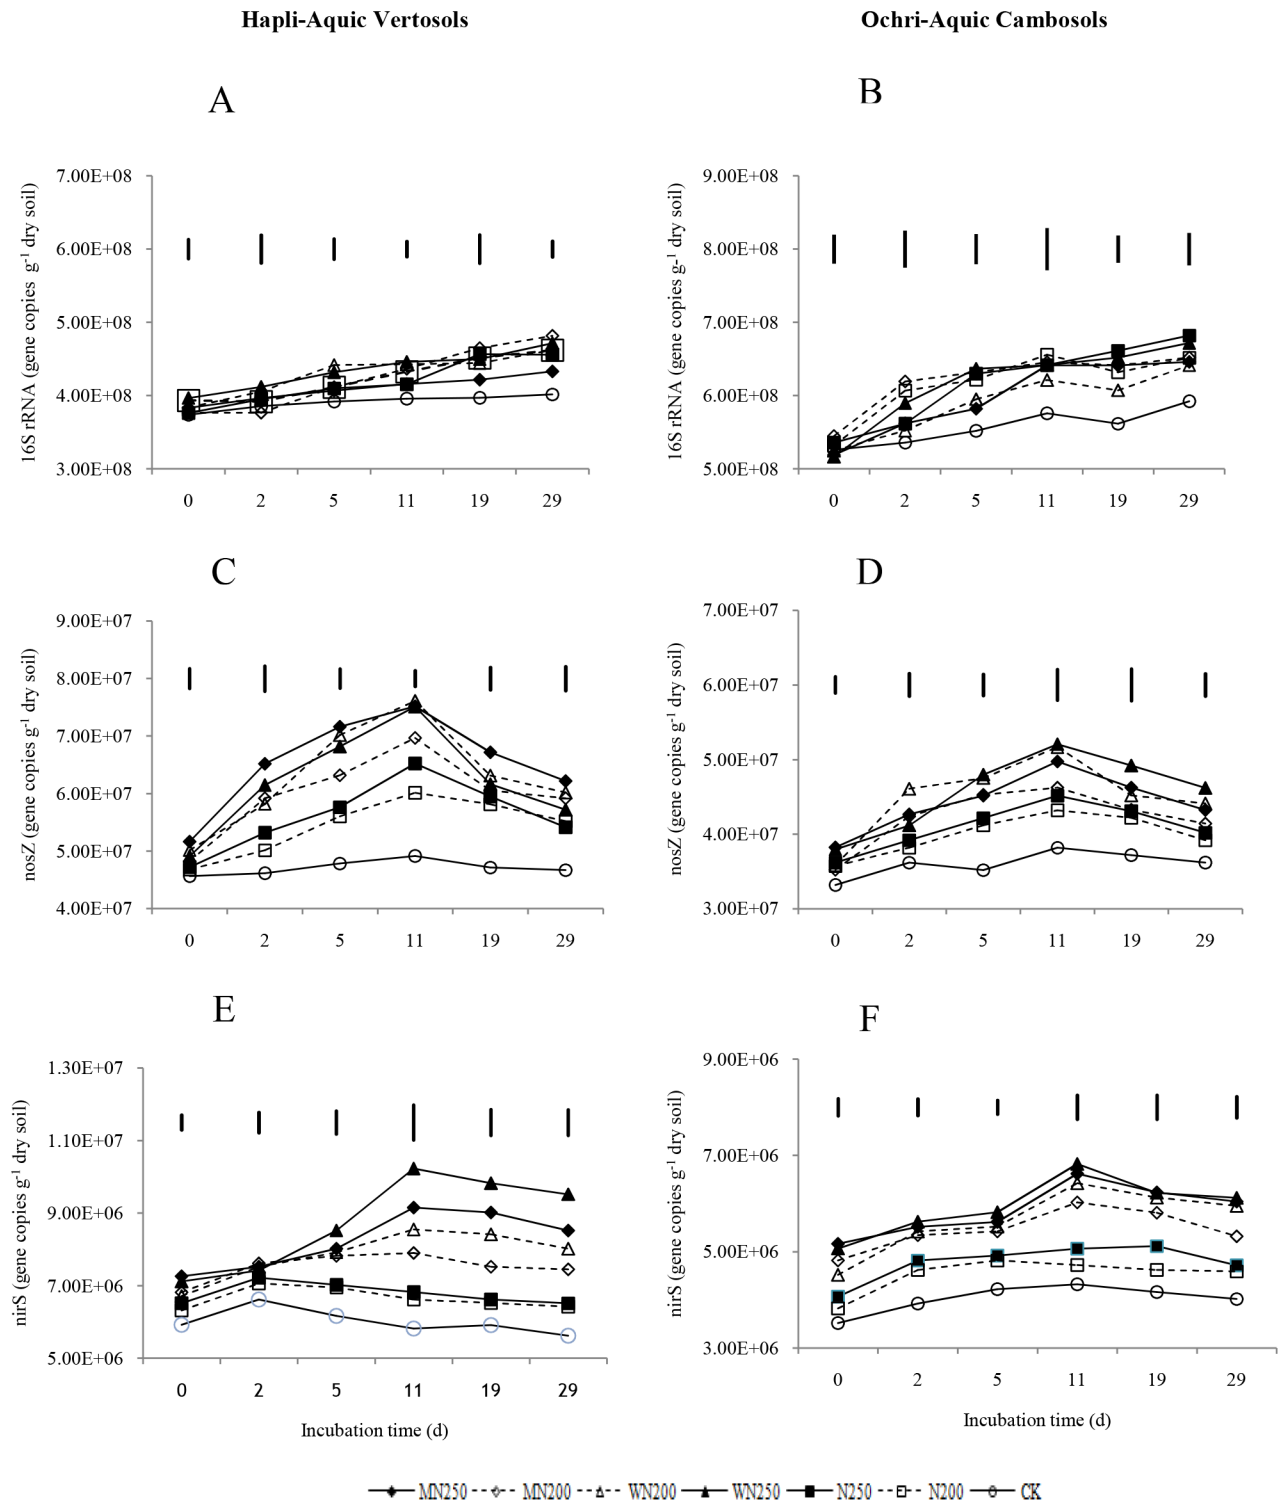 Hapli-Aquic Vertosols
Ochri-Aquic Cambosols
A
16S rRNA (gene copies g-1 dry soil)
7.00E+08
6.00E+08
5.00E+08
4.00E+08
3.00E+08
0 2 5 11 19 29
B
16S rRNA (gene copies g-1 dry soil)
9.00E+08
8.00E+08
7.00E+08
6.00E+08
5.00E+08
0 2 5 11 19 29
C
nosZ (gene copies g-1 dry soil)
9.00E+07
8.00E+07
7.00E+07
6.00E+07
5.00E+07
4.00E+07
0 2 5 11 19 29
D
nosZ (gene copies g-1 dry soil)
7.00E+07
6.00E+07
5.00E+07
4.00E+07
3.00E+07
0 2 5 11 19 29
E
nirS (gene copies g-1 dry soil)
1.30E+07
1.10E+07
9.00E+06
7.00E+06
5.00E+06
0 2 5 11 19 29
Incubation time (d)
F
nirS (gene copies g-1 dry soil)
9.00E+06
7.00E+06
5.00E+06
3.00E+06
0 2 5 11 19 29
Incubation time (d)
MN250 MN200 WN200 WN250 N250 N200 CK